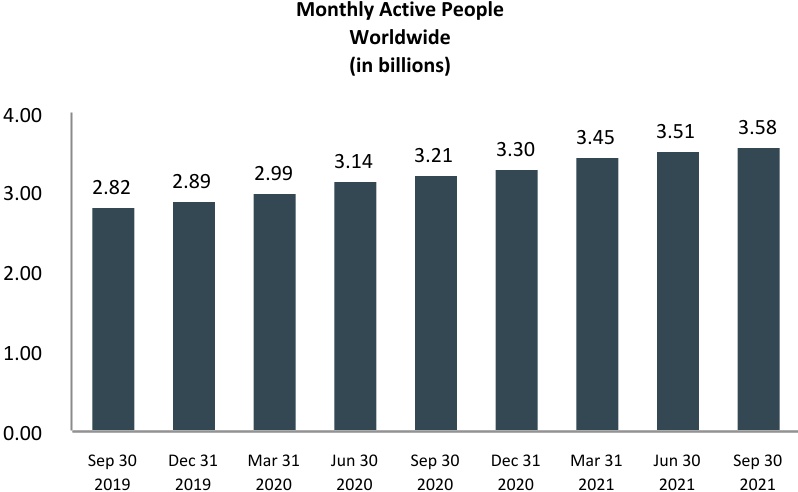 Monthly Active People
Worldwide
(in billions)
4.00
3.00
2.00
1.00
0.00
2.82
2.89
2.99
3.14
3.21
3.30
3.45
3.51
3.58
Sep 30 Dec 31 Mar 31 Jun 30 Sep 30 Dec 31 Mar 31 Jun 30 Sep 30
2019 2019 2020 2020 2020 2020 2021 2021 2021